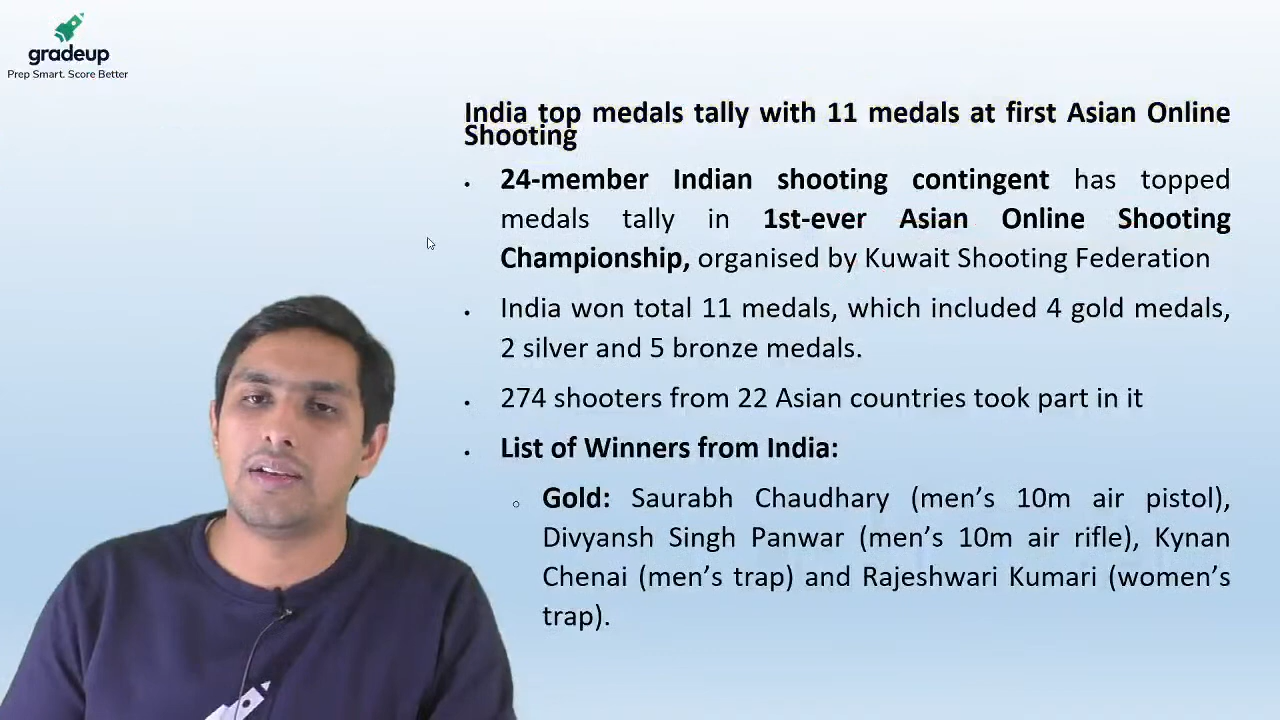 gradeup
Prep Smart. Score Better
India top medals tally with 11 medals at first Asian Online
Shooting
• 24-member Indian shooting contingent has topped
medals tally in 1st-ever Asian Online Shooting
Championship, organised by Kuwait Shooting Federation
• India won total 11 medals, which included 4 gold medals,
2 silver and 5 bronze medals.
• 274 shooters from 22 Asian countries took part in it
• List of Winners from India:
○ Gold: Saurabh Chaudhary (men’s 10m air pistol),
Divyansh Singh Panwar (men’s 10m air rifle), Kynan
Chenai (men’s trap) and Rajeshwari Kumari (women’s
trap).